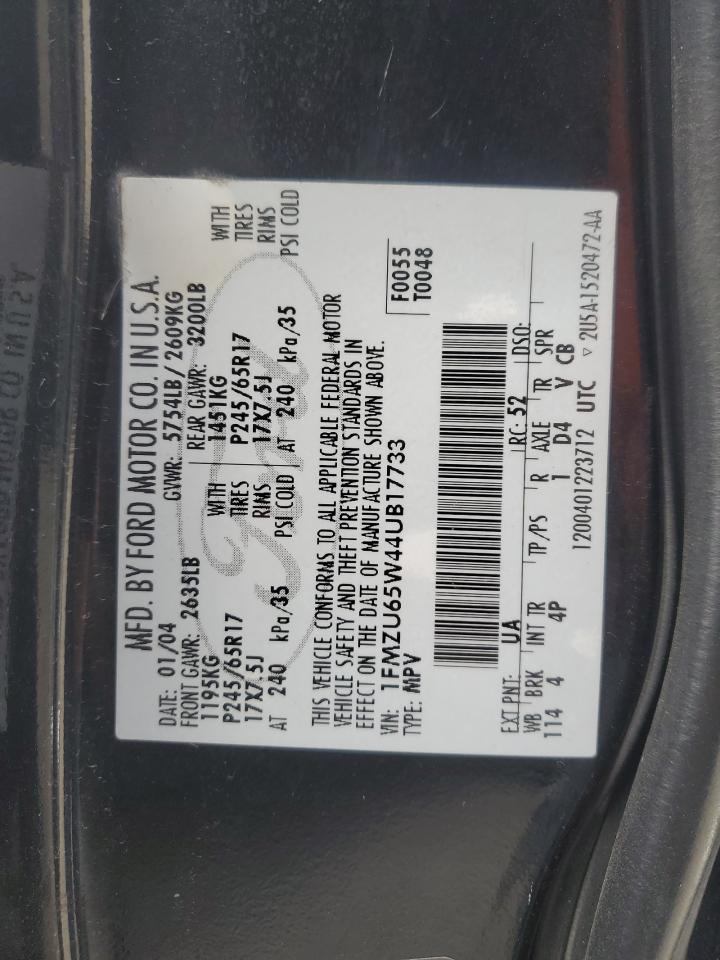 MFD. BY FORD MOTOR CO. IN U.S.A.
DATE: 01/04 GVWR: 5754LB / 2609KG
FRONT GAWR: 2635LB REAR GAWR: 3200LB
1195KG WITH 1451KG WITH
P245/65R17 TIRES P245/65R17 TIRES
17X7.5J RIMS 17X7.5J RIMS
AT 240 kPa/35 PSI COLD AT 240 kPa/35 PSI COLD
THIS VEHICLE CONFORMS TO ALL APPLICABLE FEDERAL MOTOR
VEHICLE SAFETY AND THEFT PREVENTION STANDARDS IN
EFFECT ON THE DATE OF MANUFACTURE SHOWN ABOVE.
VIN: 1FMZU65W44UB17733 F0055
TYPE: MPV T0048
EXT PNT: UA RC: 52 DSO:
WB BRK INT TR TP/PS R AXLE TR SPR
114 4 4P 1 D4 V CB
1200401223712 UTC ▽ 2U5A-1520472-AA
Ford